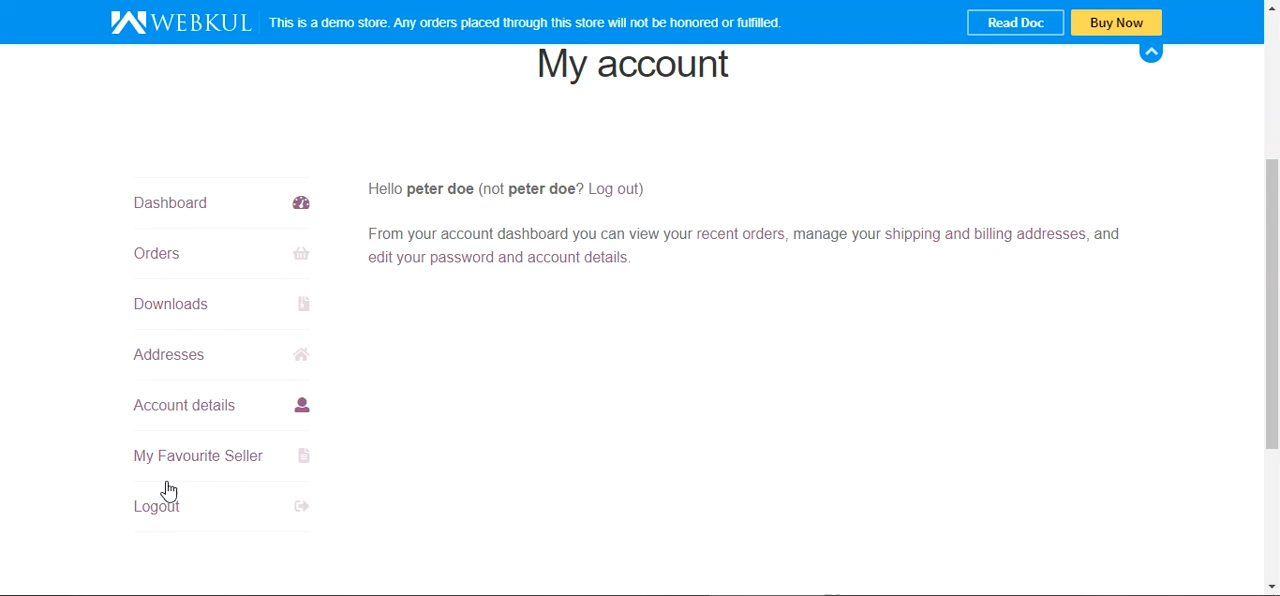 WEBKUL This is a demo store. Any orders placed through this store will not be honored or fulfilled. Read Doc Buy Now
My account
Dashboard
Orders
Downloads
Addresses
Account details
My Favourite Seller
Logout
Hello peter doe (not peter doe? Log out)
From your account dashboard you can view your recent orders, manage your shipping and billing addresses, and
edit your password and account details.